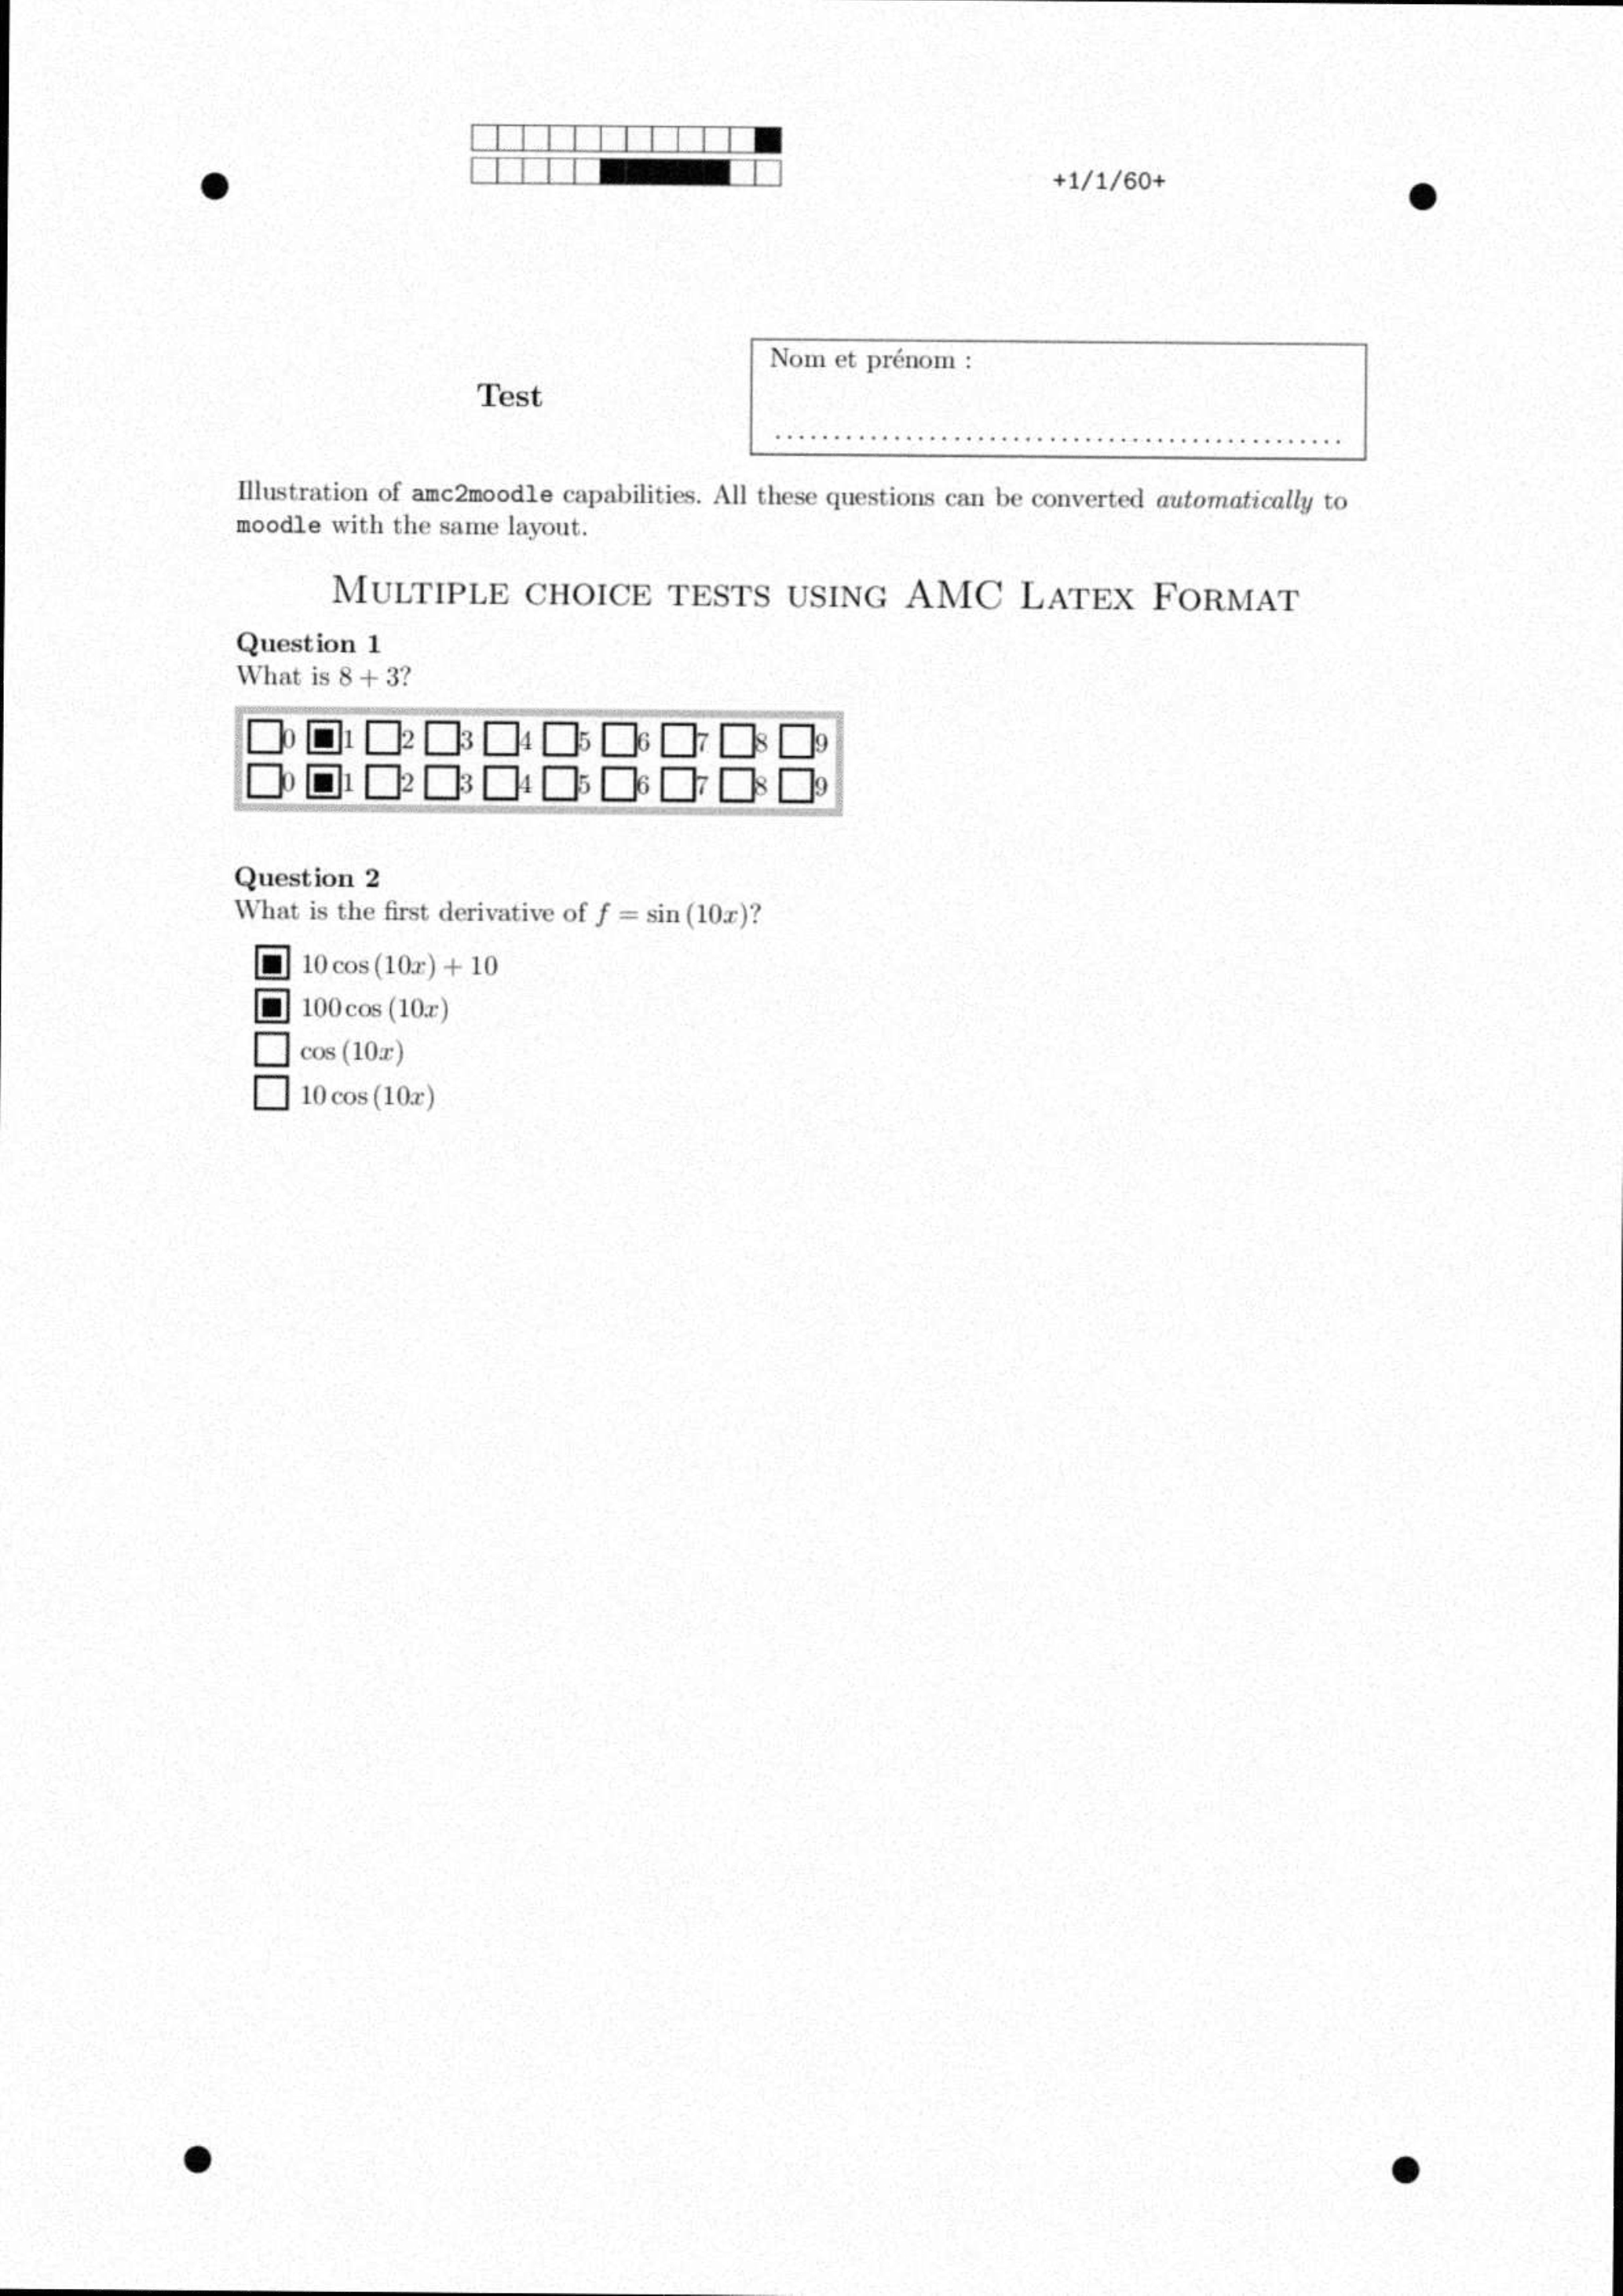 +1/1/60+
Test
Nom et prénom :
..................................................
Illustration of amc2moodle capabilities. All these questions can be converted automatically to
moodle with the same layout.
MULTIPLE CHOICE TESTS USING AMC LATEX FORMAT
Question 1
What is 8 + 3?
0 1 2 3 4 5 6 7 8 9
0 1 2 3 4 5 6 7 8 9
Question 2
What is the first derivative of f = sin (10x)?
10 cos (10x) + 10
100 cos (10x)
cos (10x)
10 cos (10x)